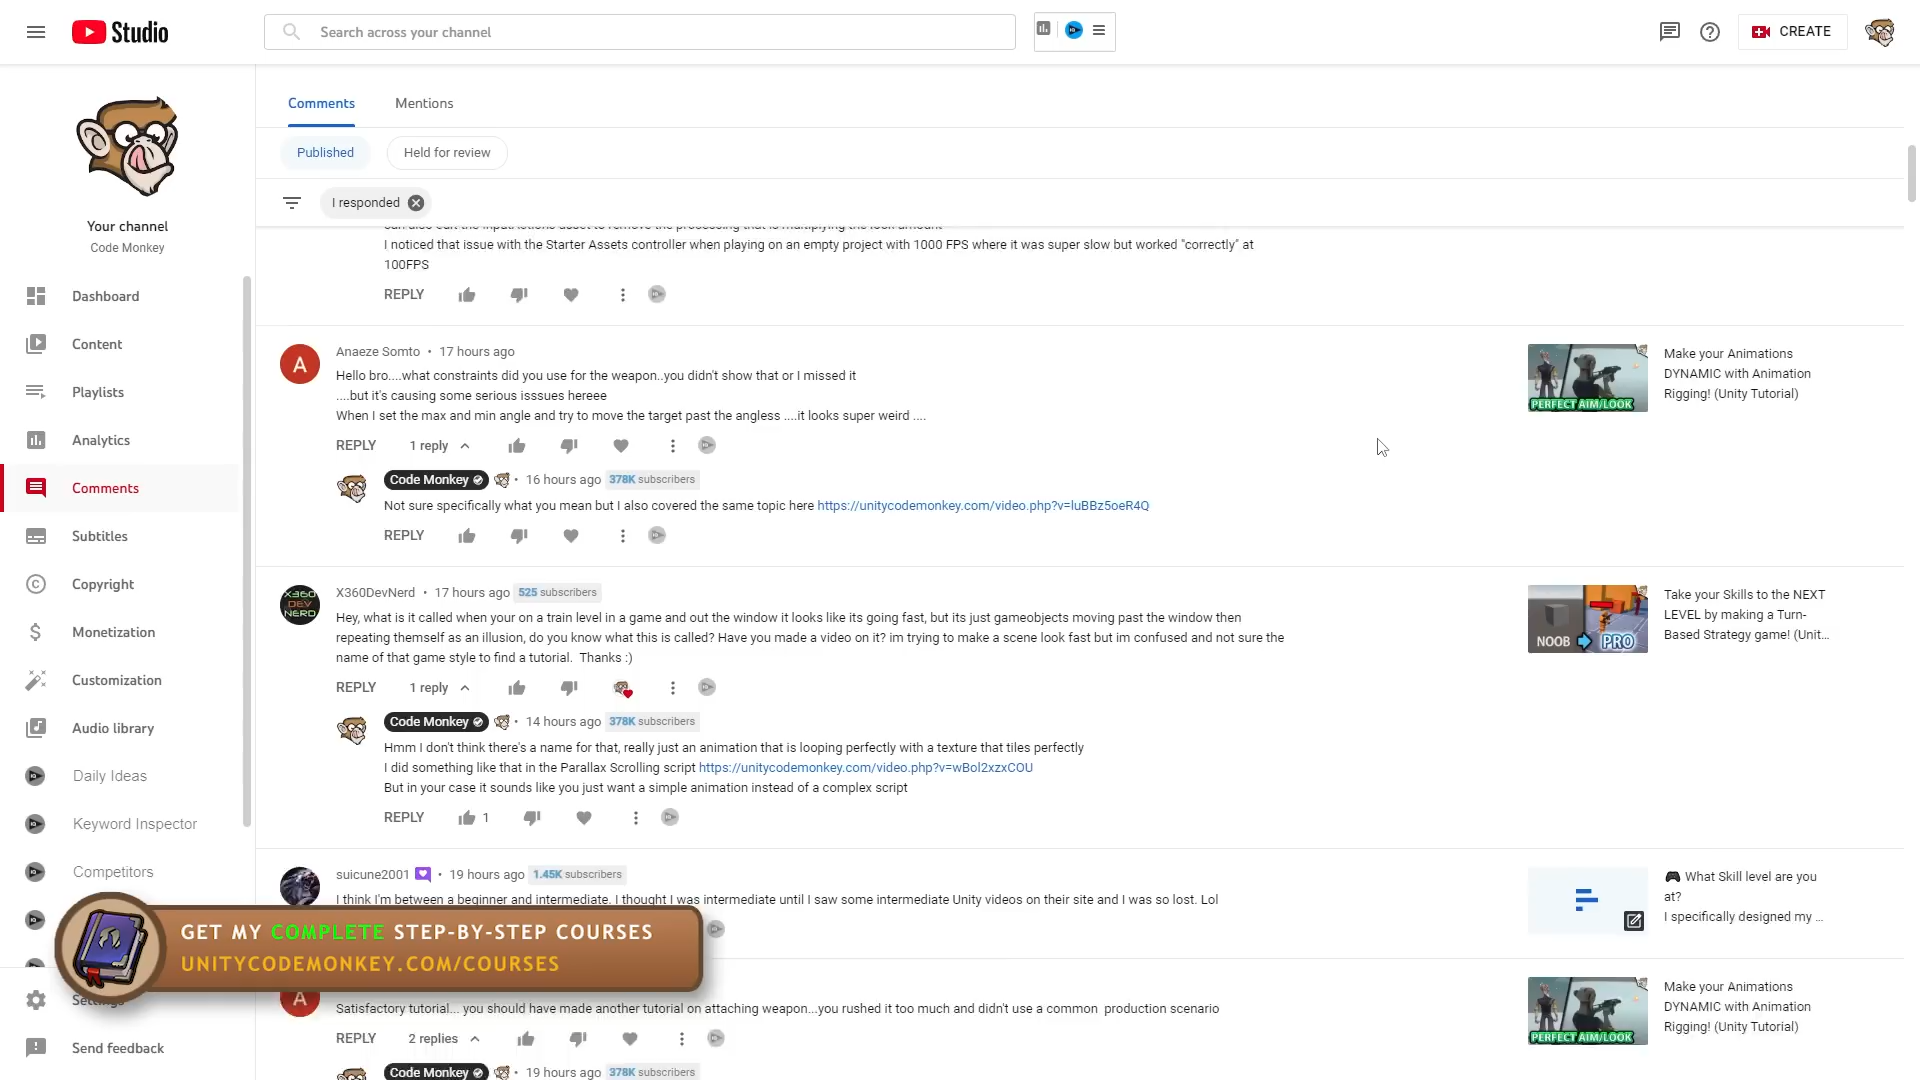 Studio
Search across your channel
CREATE
Your channel
Code Monkey
Dashboard
Content
Playlists
Analytics
Comments
Subtitles
Copyright
Monetization
Customization
Audio library
Daily Ideas
Keyword Inspector
Competitors
Settings
Send feedback
Comments
Mentions
Published
Held for review
I responded
can also edit the InputActions asset to remove the processing that is multiplying the look amount
I noticed that issue with the Starter Assets controller when playing on an empty project with 1000 FPS where it was super slow but worked "correctly" at
100FPS
REPLY
A
Anaeze Somto • 17 hours ago
Hello bro....what constraints did you use for the weapon..you didn't show that or I missed it
....but it's causing some serious isssues hereee
When I set the max and min angle and try to move the target past the angless ....it looks super weird ....
REPLY 1 reply
Code Monkey • 16 hours ago 378K subscribers
Not sure specifically what you mean but I also covered the same topic here https://unitycodemonkey.com/video.php?v=luBBz5oeR4Q
REPLY
PERFECT AIM/LOOK
Make your Animations
DYNAMIC with Animation
Rigging! (Unity Tutorial)
X360
DEV
NERD
X360DevNerd • 17 hours ago 525 subscribers
Hey, what is it called when your on a train level in a game and out the window it looks like its going fast, but its just gameobjects moving past the window then
repeating themself as an illusion, do you know what this is called? Have you made a video on it? im trying to make a scene look fast but im confused and not sure the
name of that game style to find a tutorial. Thanks :)
REPLY 1 reply
Code Monkey • 14 hours ago 378K subscribers
Hmm I don't think there's a name for that, really just an animation that is looping perfectly with a texture that tiles perfectly
I did something like that in the Parallax Scrolling script https://unitycodemonkey.com/video.php?v=wBol2xzxCOU
But in your case it sounds like you just want a simple animation instead of a complex script
REPLY 1
NOOB PRO
Take your Skills to the NEXT
LEVEL by making a Turn-
Based Strategy game! (Unit...
suicune2001 • 19 hours ago 1.45K subscribers
I think I'm between a beginner and intermediate. I thought I was intermediate until I saw some intermediate Unity videos on their site and I was so lost. Lol
🎮 What Skill level are you
at?
I specifically designed my ...
GET MY COMPLETE STEP-BY-STEP COURSES
UNITYCODEMONKEY.COM/COURSES
A
Satisfactory tutorial... you should have made another tutorial on attaching weapon...you rushed it too much and didn't use a common production scenario
REPLY 2 replies
Code Monkey • 19 hours ago 378K subscribers
PERFECT AIM/LOOK
Make your Animations
DYNAMIC with Animation
Rigging! (Unity Tutorial)